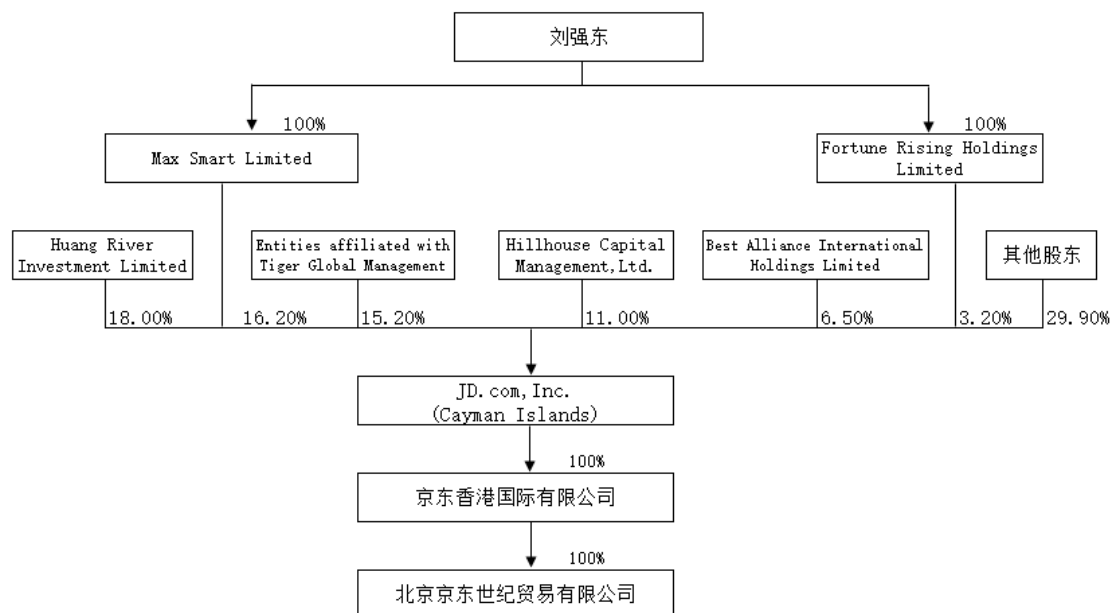 刘强东
100%
100%
Max Smart Limited
Fortune Rising Holdings
Limited
Huang River
Investment Limited
Entities affiliated with
Tiger Global Management
Hillhouse Capital
Management,Ltd.
Best Alliance International
Holdings Limited
其他股东
18.00%
16.20%
15.20%
11.00%
6.50%
3.20%
29.90%
JD.com,Inc.
(Cayman Islands)
100%
京东香港国际有限公司
100%
北京京东世纪贸易有限公司